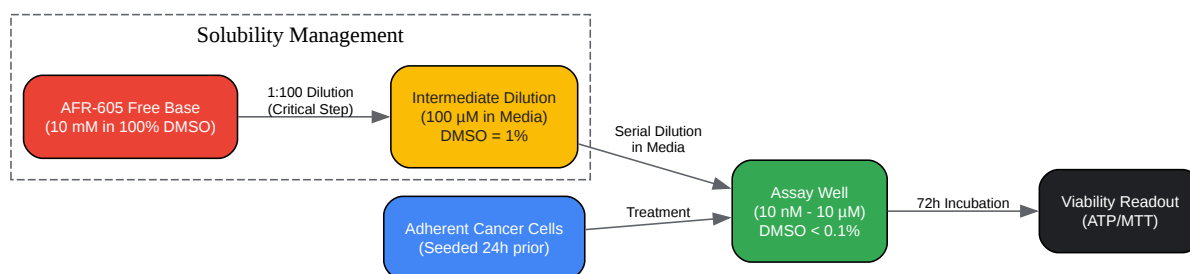 Solubility Management
AFR-605 Free Base
(10 mM in 100% DMSO)
1:100 Dilution
(Critical Step)
Intermediate Dilution
(100 µM in Media)
DMSO = 1%
Serial Dilution
in Media
Adherent Cancer Cells
(Seeded 24h prior)
Treatment
Assay Well
(10 nM - 10 µM)
DMSO < 0.1%
72h Incubation
Viability Readout
(ATP/MTT)